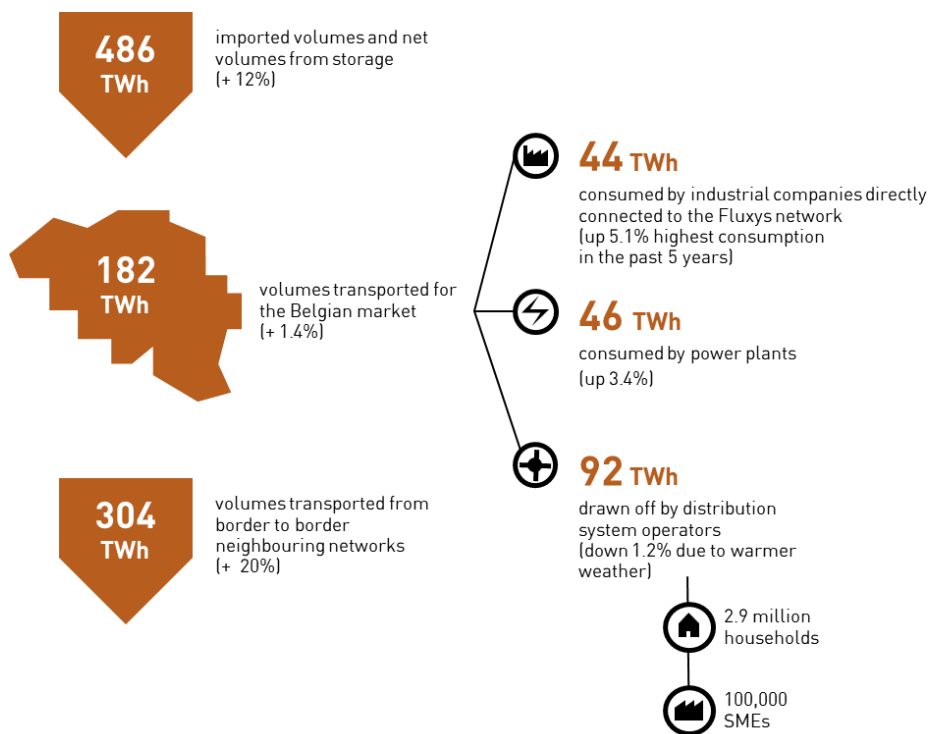 486
TWh
imported volumes and net
volumes from storage
(+ 12%)
182
TWh
volumes transported for
the Belgian market
(+ 1.4%)
304
TWh
volumes transported from
border to border
neighbouring networks
(+ 20%)
44 TWh
consumed by industrial companies directly
connected to the Fluxys network
(up 5.1% highest consumption
in the past 5 years)
46 TWh
consumed by power plants
(up 3.4%)
92 TWh
drawn off by distribution
system operators
(down 1.2% due to warmer
weather)
2.9 million
households
100,000
SMEs